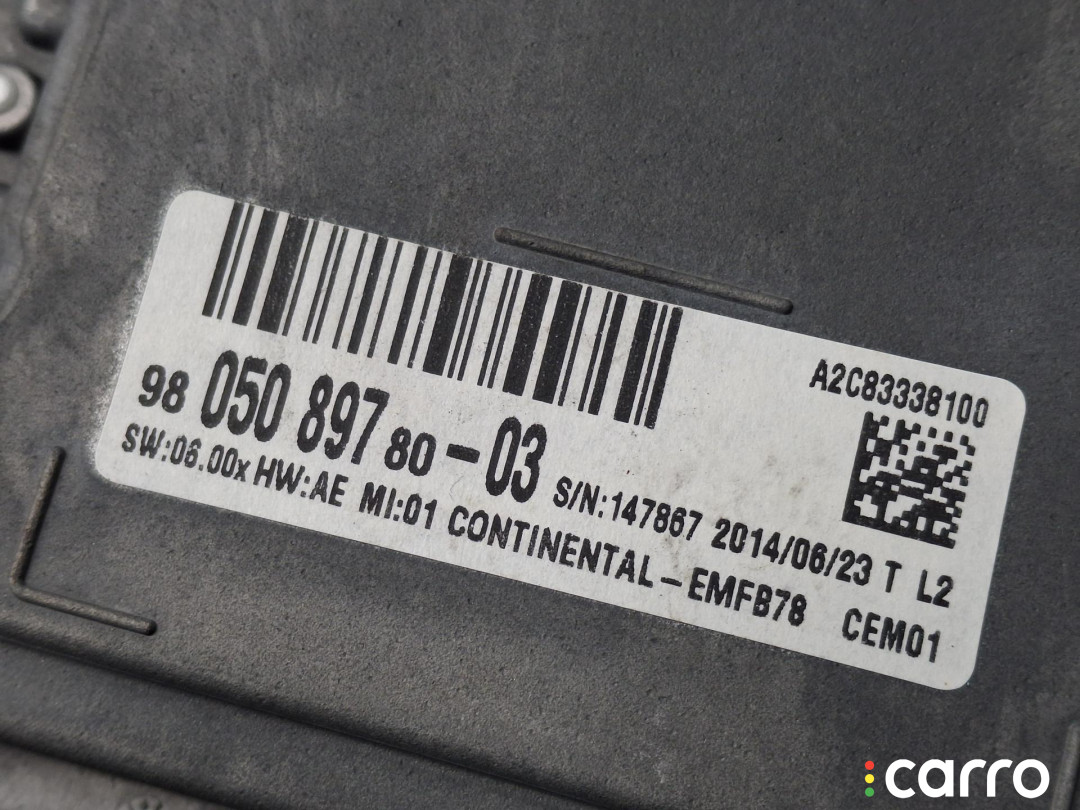 A2C83338100
98 050 897 80 - 03 S/N:147867 2014/06/23 T L2
SW:06.00x HW:AE MI:01 CONTINENTAL - EMFB78 CEM01
carro